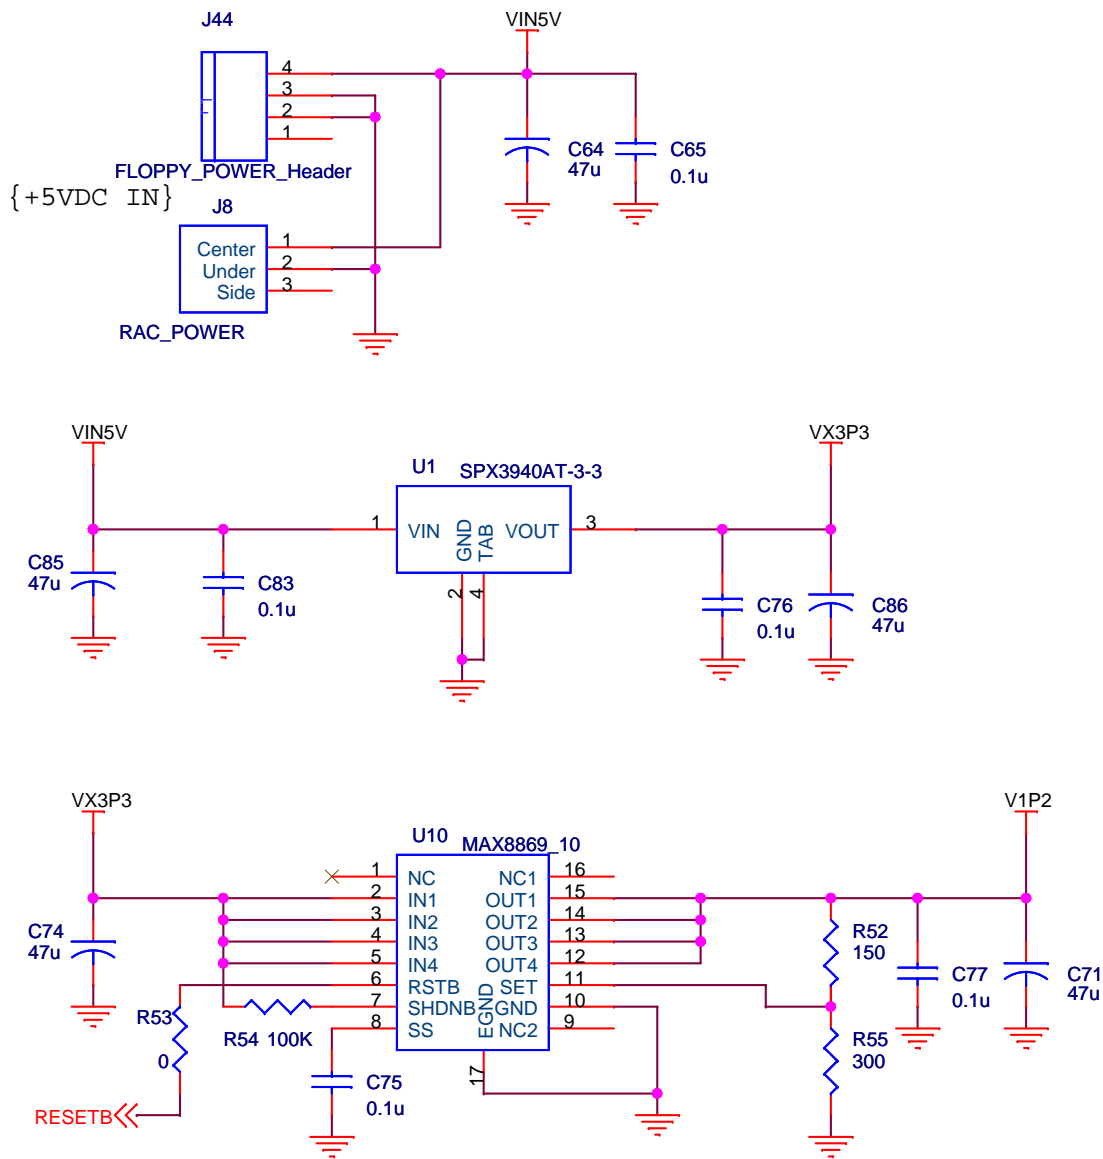 J44
VIN5V
4
3
2
1
C64
47u
C65
0.1u
FLOPPY_POWER_Header
{+5VDC IN}
J8
Center 1
Under 2
Side 3
RAC_POWER
VIN5V
VX3P3
U1 SPX3940AT-3-3
1 VIN GND TAB VOUT 3
2 4
C85
47u
C83
0.1u
C76
0.1u
C86
47u
VX3P3
V1P2
U10 MAX8869_10
1 NC NC1 16
2 IN1 OUT1 15
3 IN2 OUT2 14
4 IN3 OUT3 13
5 IN4 OUT4 12
6 RSTB SET 11
7 SHDNB GND 10
8 SS NC2 9
EGND
17
C74
47u
R52
150
C77
0.1u
C71
47u
R53
0
R54 100K
R55
300
C75
0.1u
RESETB